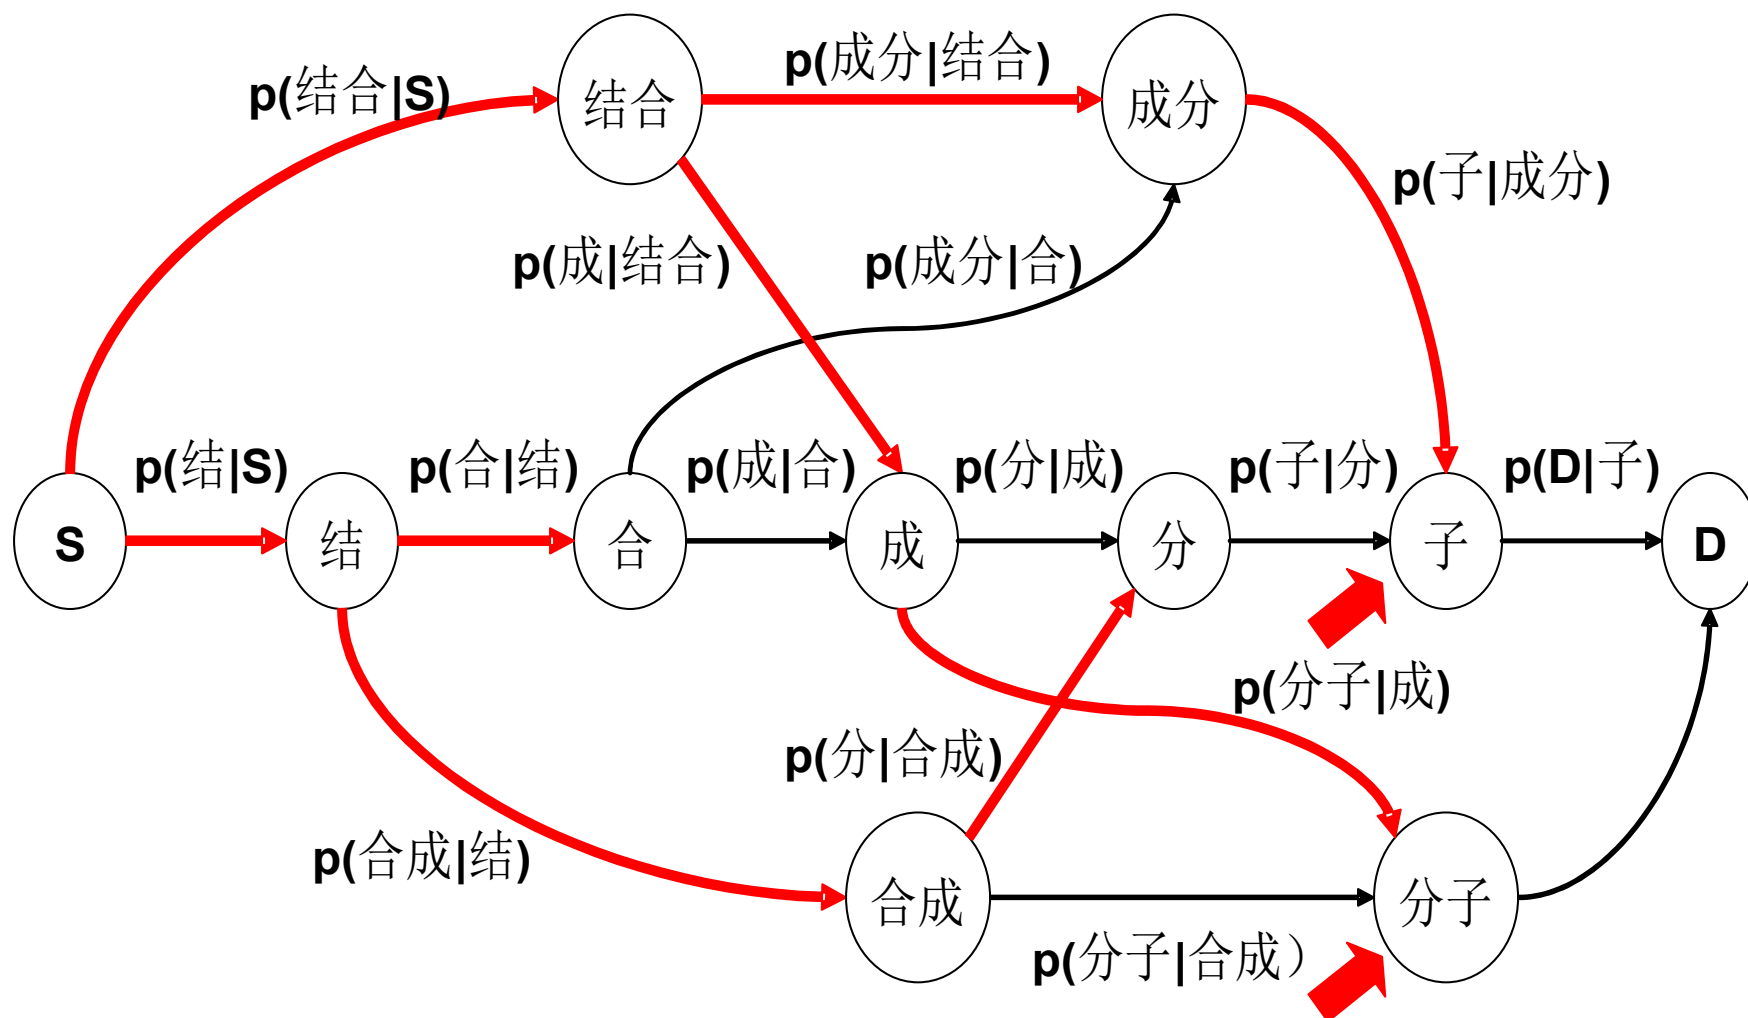 p(成分|结合)
p(结合|S)
结合
成分
p(子|成分)
p(成|结合)
p(成分|合)
p(结|S)
p(合|结)
p(成|合)
p(分|成)
p(子|分)
p(D|子)
S
结
合
成
分
子
D
p(分子|成)
p(分|合成)
p(合成|结)
合成
分子
p(分子|合成）